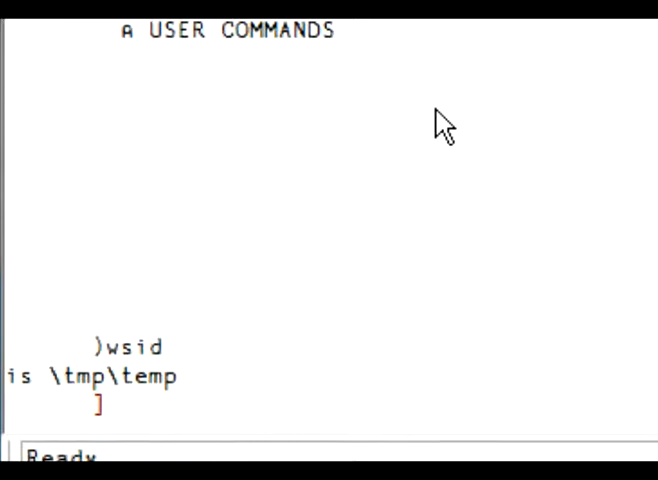 ⍝ USER COMMANDS
)wsid
is \tmp\temp
]
Ready